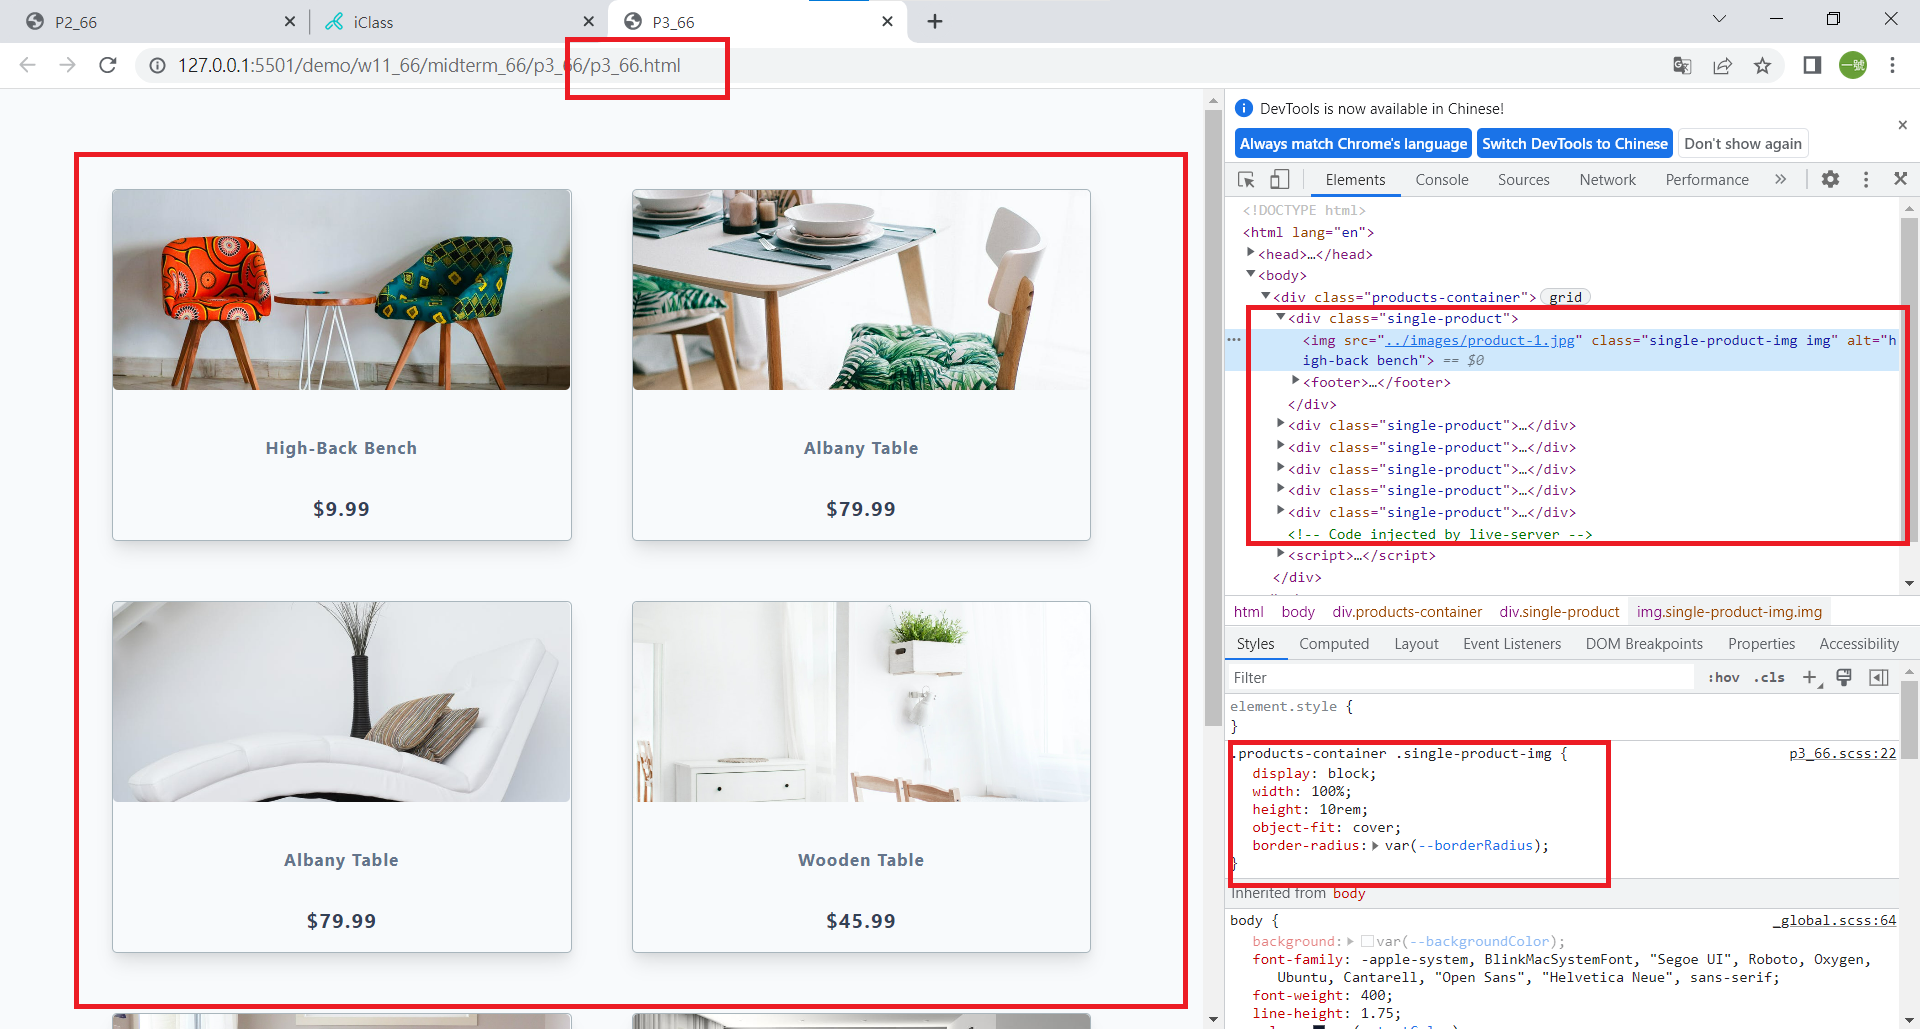 P2_66
iClass
P3_66
127.0.0.1:5501/demo/w11_66/midterm_66/p3_66/p3_66.html
一號
High-Back Bench
$9.99
Albany Table
$79.99
Albany Table
$79.99
Wooden Table
$45.99
DevTools is now available in Chinese!
Always match Chrome's language Switch DevTools to Chinese Don't show again
Elements Console Sources Network Performance »
<!DOCTYPE html>
<html lang="en">
<head>…</head>
<body>
<div class="products-container"> grid
<div class="single-product">
<img src="../images/product-1.jpg" class="single-product-img img" alt="h
igh-back bench"> == $0
<footer>…</footer>
</div>
<div class="single-product">…</div>
<div class="single-product">…</div>
<div class="single-product">…</div>
<div class="single-product">…</div>
<div class="single-product">…</div>
<!-- Code injected by live-server -->
<script>…</script>
</div>
html body div.products-container div.single-product img.single-product-img.img
Styles Computed Layout Event Listeners DOM Breakpoints Properties Accessibility
Filter :hov .cls
element.style {
}
.products-container .single-product-img { p3_66.scss:22
display: block;
width: 100%;
height: 10rem;
object-fit: cover;
border-radius: var(--borderRadius);
}
Inherited from body
body { _global.scss:64
background: var(--backgroundColor);
font-family: -apple-system, BlinkMacSystemFont, "Segoe UI", Roboto, Oxygen,
Ubuntu, Cantarell, "Open Sans", "Helvetica Neue", sans-serif;
font-weight: 400;
line-height: 1.75;